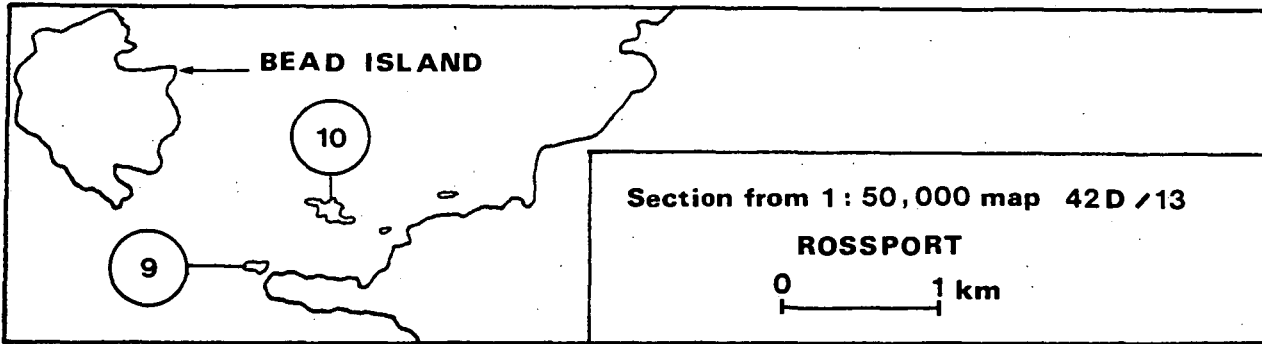 BEAD ISLAND
10
9
Section from 1:50,000 map 42D/13
ROSSPORT
0 1 km